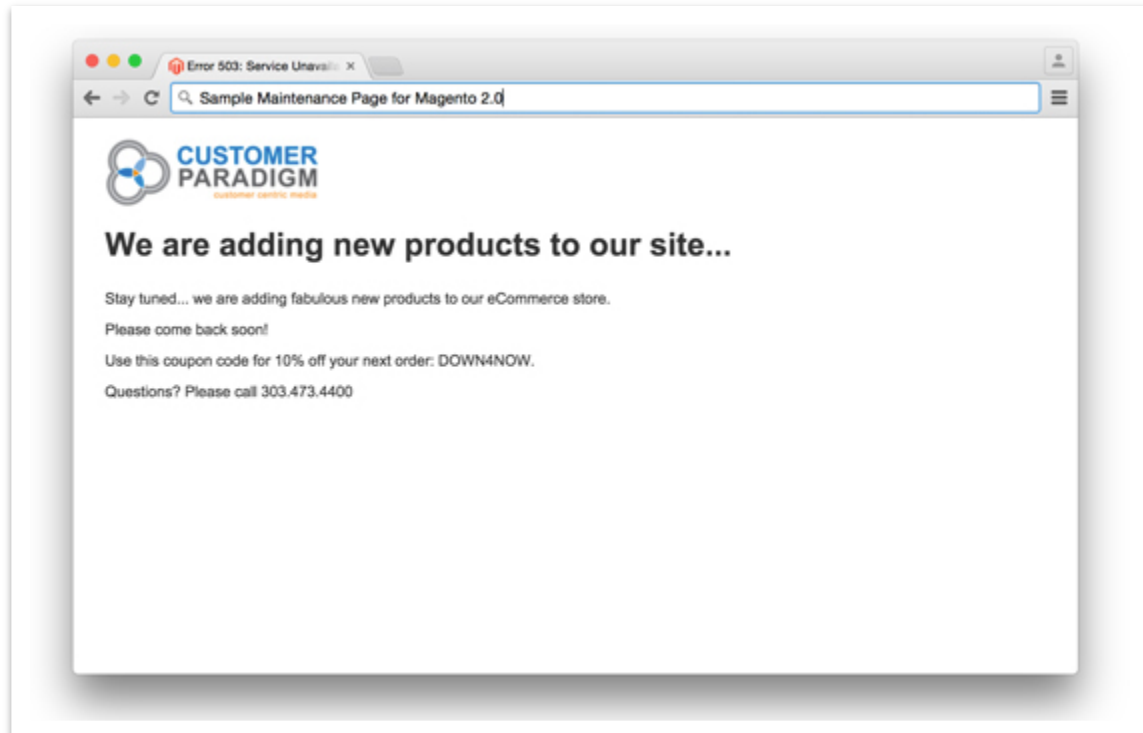 Error 503: Service Unavail
Sample Maintenance Page for Magento 2.0
CUSTOMER
PARADIGM
customer centric media
We are adding new products to our site...
Stay tuned... we are adding fabulous new products to our eCommerce store.
Please come back soon!
Use this coupon code for 10% off your next order: DOWN4NOW.
Questions? Please call 303.473.4400